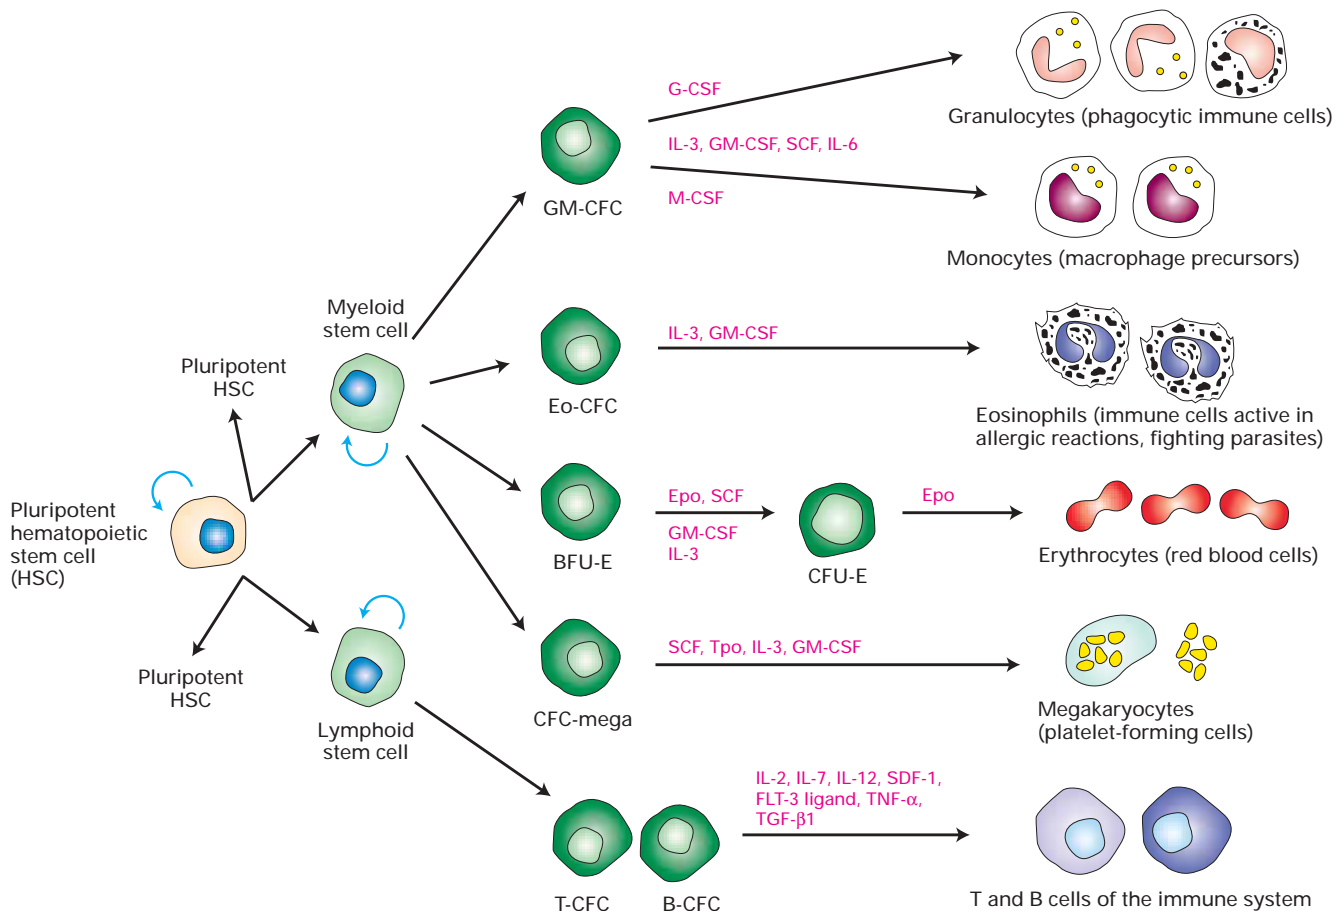 G-CSF
Granulocytes (phagocytic immune cells)
IL-3, GM-CSF, SCF, IL-6
M-CSF
GM-CFC
Monocytes (macrophage precursors)
Myeloid
stem cell
IL-3, GM-CSF
Pluripotent
HSC
Eo-CFC
Eosinophils (immune cells active in
allergic reactions, fighting parasites)
Pluripotent
hematopoietic
stem cell
(HSC)
Epo, SCF
GM-CSF
IL-3
BFU-E
Epo
CFU-E
Erythrocytes (red blood cells)
SCF, Tpo, IL-3, GM-CSF
Pluripotent
HSC
CFC-mega
Megakaryocytes
(platelet-forming cells)
Lymphoid
stem cell
IL-2, IL-7, IL-12, SDF-1,
FLT-3 ligand, TNF-α,
TGF-β1
T-CFC
B-CFC
T and B cells of the immune system